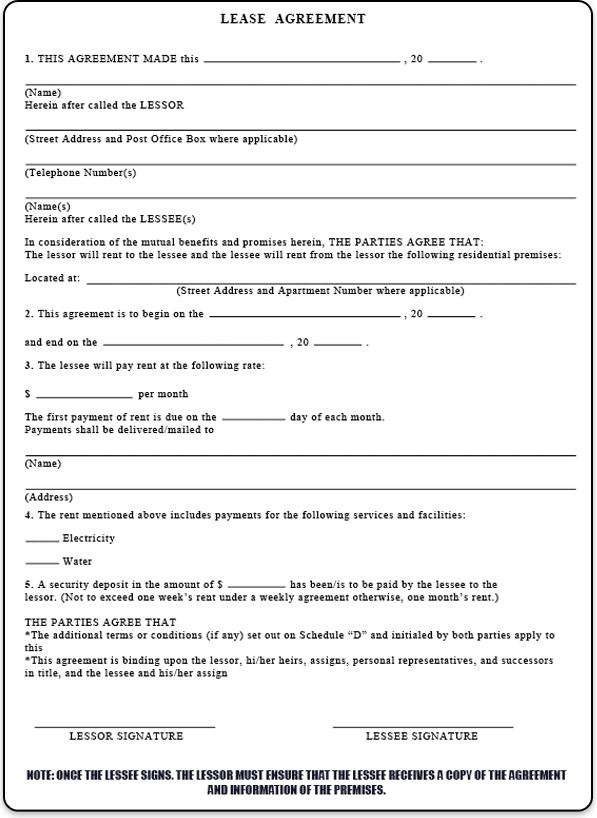 LEASE AGREEMENT
1. THIS AGREEMENT MADE this ____________________ , 20 ______ .
(Name)
Herein after called the LESSOR
(Street Address and Post Office Box where applicable)
(Telephone Number(s)
(Name(s)
Herein after called the LESSEE(s)
In consideration of the mutual benefits and promises herein, THE PARTIES AGREE THAT:
The lessor will rent to the lessee and the lessee will rent from the lessor the following residential premises:
Located at: ____________________
(Street Address and Apartment Number where applicable)
2. This agreement is to begin on the ____________________ , 20 ______ .
and end on the ____________________ , 20 ______ .
3. The lessee will pay rent at the following rate:
$ ____________ per month
The first payment of rent is due on the ________ day of each month.
Payments shall be delivered/mailed to
(Name)
(Address)
4. The rent mentioned above includes payments for the following services and facilities:
_____ Electricity
_____ Water
5. A security deposit in the amount of $ ________ has been/is to be paid by the lessee to the
lessor. (Not to exceed one week's rent under a weekly agreement otherwise, one month's rent.)
THE PARTIES AGREE THAT
*The additional terms or conditions (if any) set out on Schedule “D” and initialed by both parties apply to
this
*This agreement is binding upon the lessor, hi/her heirs, assigns, personal representatives, and successors
in title, and the lessee and his/her assign
LESSOR SIGNATURE
LESSEE SIGNATURE
NOTE: ONCE THE LESSEE SIGNS. THE LESSOR MUST ENSURE THAT THE LESSEE RECEIVES A COPY OF THE AGREEMENT
AND INFORMATION OF THE PREMISES.